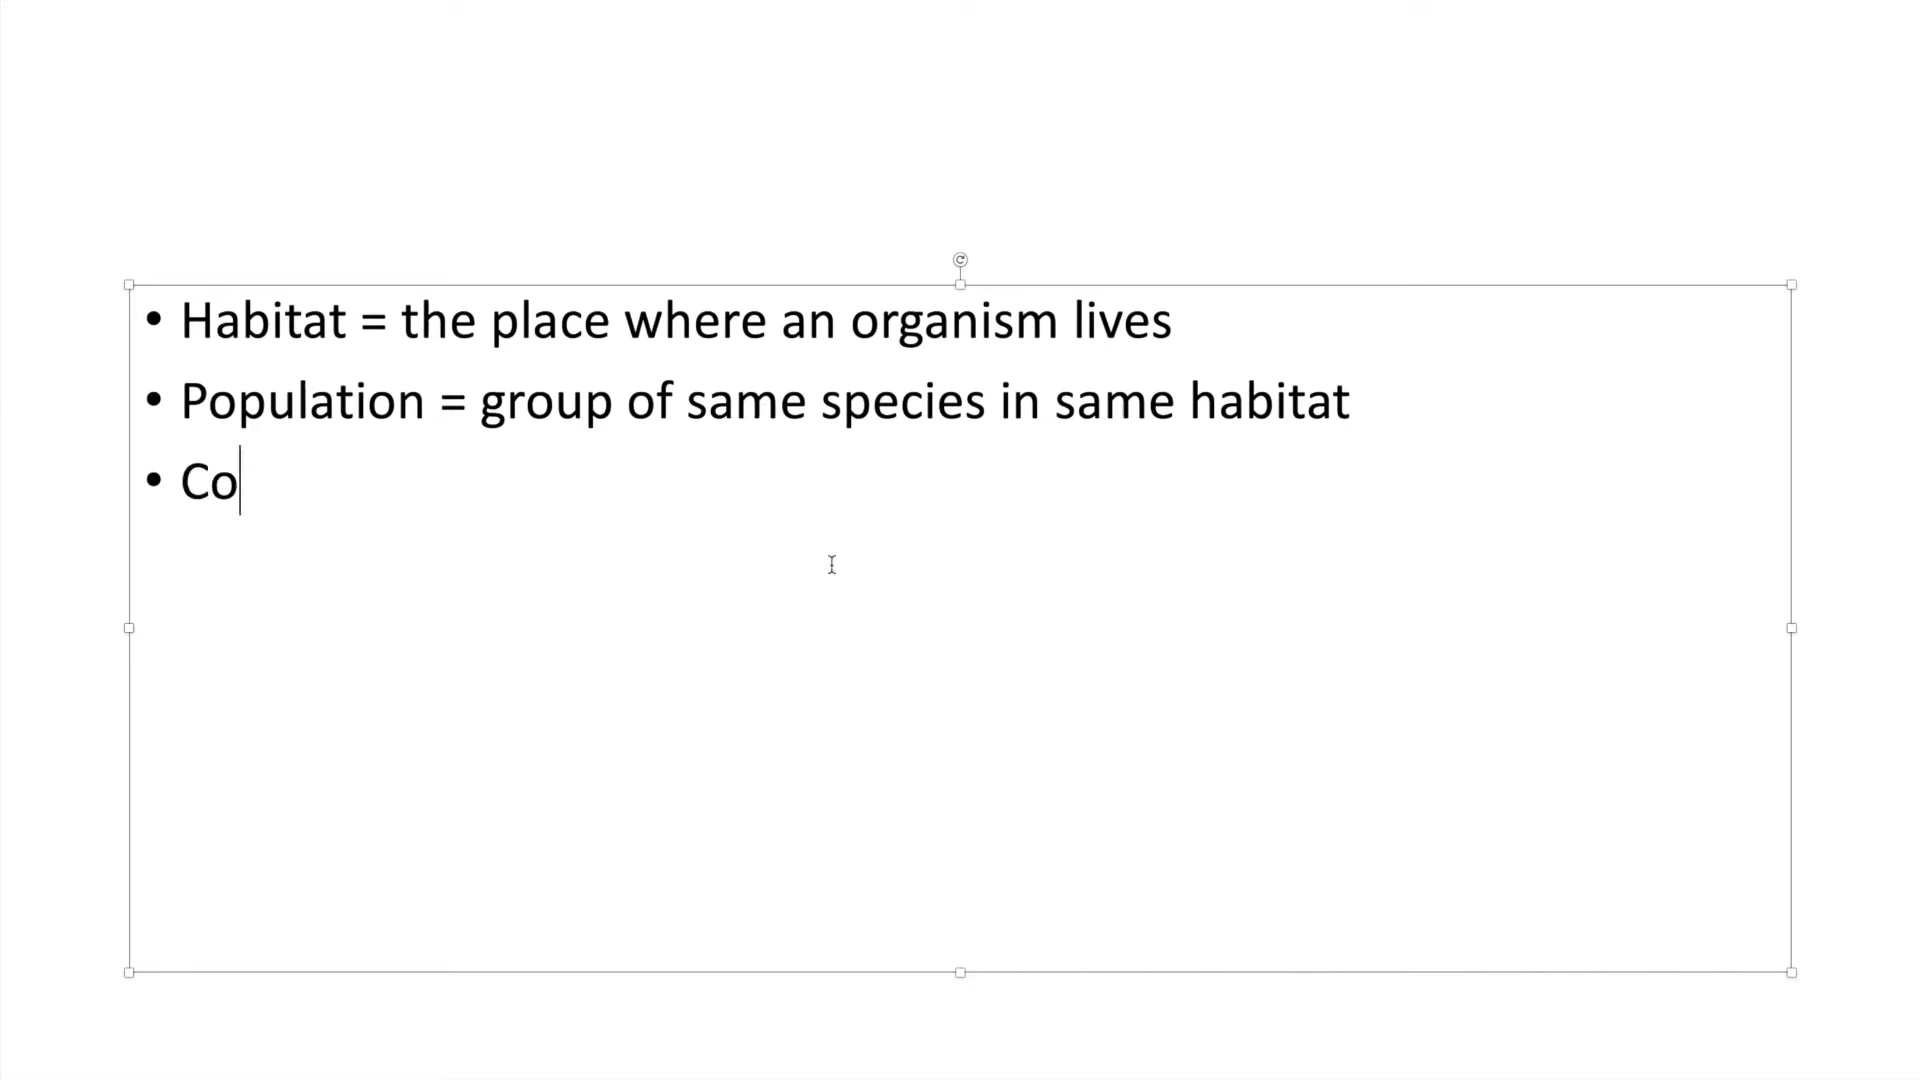 • Habitat = the place where an organism lives
• Population = group of same species in same habitat
• Co